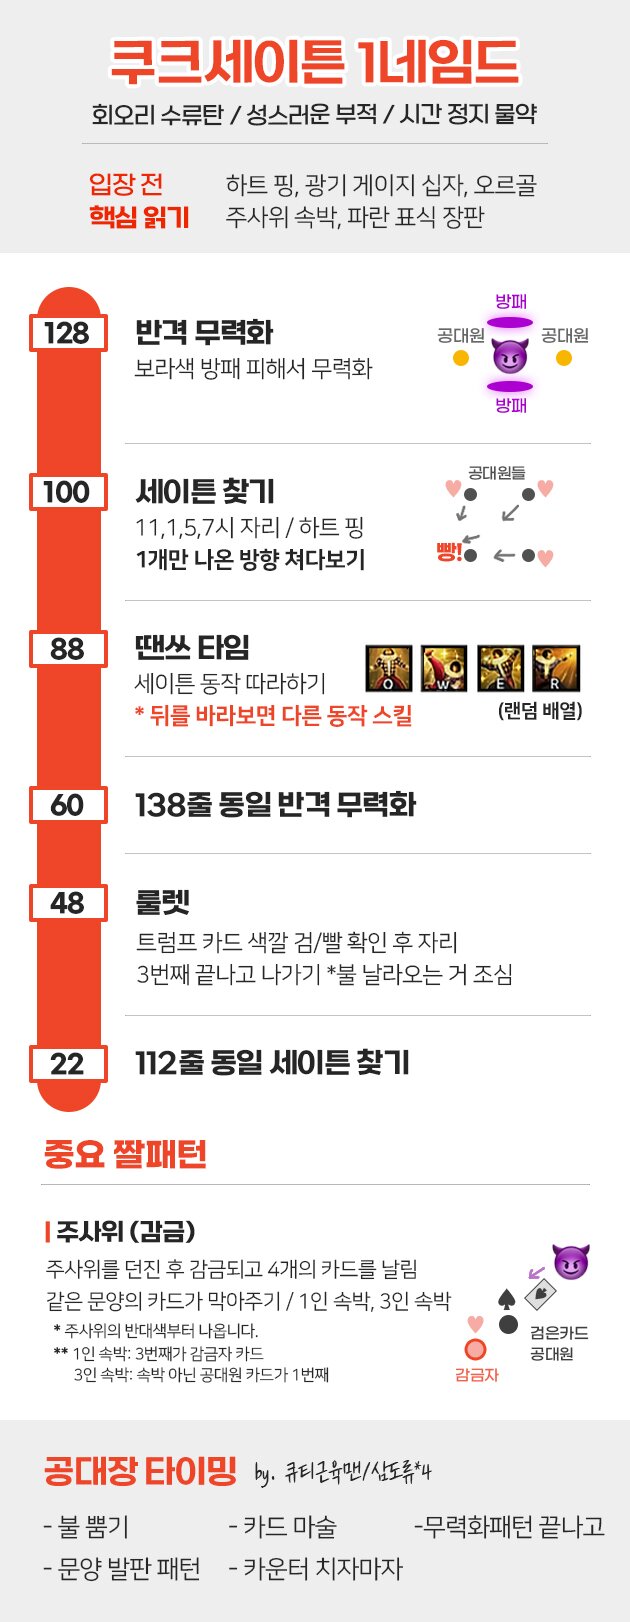 쿠크세이튼 1네임드
회오리 수류탄 / 성스러운 부적 / 시간 정지 물약
입장 전
핵심 읽기
하트 핑, 광기 게이지 십자, 오르골
주사위 속박, 파란 표식 장판
128
반격 무력화
보라색 방패 피해서 무력화
방패
공대원
공대원
방패
100
세이튼 찾기
11,1,5,7시 자리 / 하트 핑
1개만 나온 방향 쳐다보기
공대원들
빵!
88
땐쓰 타임
세이튼 동작 따라하기
* 뒤를 바라보면 다른 동작 스킬
Q W E R
(랜덤 배열)
60
138줄 동일 반격 무력화
48
룰렛
트럼프 카드 색깔 검/빨 확인 후 자리
3번째 끝나고 나가기 *불 날라오는 거 조심
22
112줄 동일 세이튼 찾기
중요 짤패턴
주사위 (감금)
주사위를 던진 후 감금되고 4개의 카드를 날림
같은 문양의 카드가 막아주기 / 1인 속박, 3인 속박
* 주사위의 반대색부터 나옵니다.
** 1인 속박: 3번째가 감금자 카드
3인 속박: 속박 아닌 공대원 카드가 1번째
검은카드
공대원
감금자
공대장 타이밍 by. 큐티근육맨/삼도류*4
- 불 뿜기
- 카드 마술
-무력화패턴 끝나고
- 문양 발판 패턴
- 카운터 치자마자